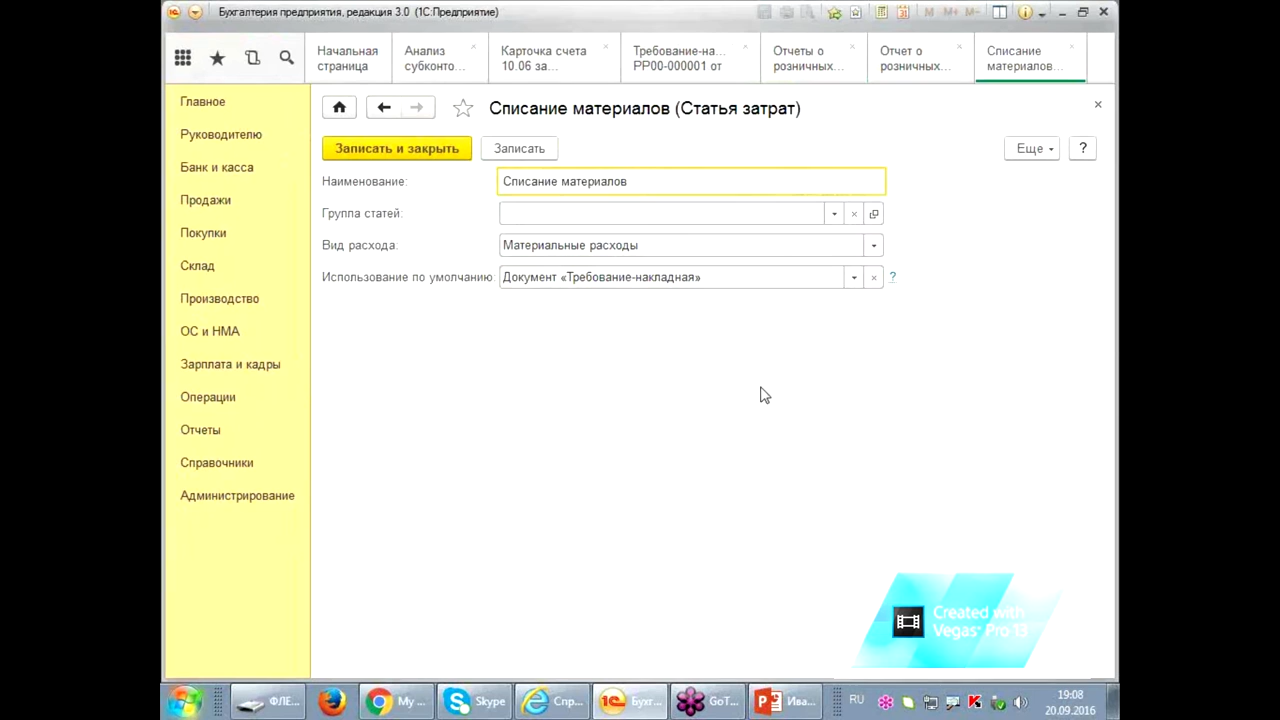 Бухгалтерия предприятия, редакция 3.0 (1С:Предприятие)
M M+ M-
Начальная страница
Анализ субконто...
Карточка счета 10.06 за...
Требование-на... РР00-000001 от
Отчеты о розничных...
Отчет о розничных...
Списание материалов...
Главное
Руководителю
Банк и касса
Продажи
Покупки
Склад
Производство
ОС и НМА
Зарплата и кадры
Операции
Отчеты
Справочники
Администрирование
Списание материалов (Статья затрат)
Записать и закрыть
Записать
Еще
?
Наименование: Списание материалов
Группа статей:
Вид расхода: Материальные расходы
Использование по умолчанию: Документ «Требование-накладная» ?
Created with
Vegas Pro 13
ФЛЕ...
My ...
Skype
Спр...
Бухг...
GoT...
Ива...
RU
19:08
20.09.2016